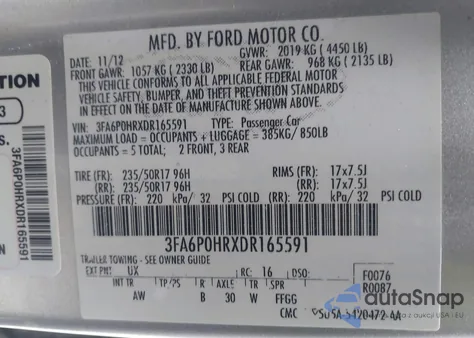 MFD. BY FORD MOTOR CO.
11/12 GVWR: 2019 KG ( 4450 LB)
FRONT GAWR: 1057 KG ( 2330 LB) REAR GAWR: 968 KG ( 2135 LB)
THIS VEHICLE CONFORMS TO ALL APPLICABLE FEDERAL MOTOR
VEHICLE SAFETY, BUMPER, AND THEFT PREVENTION STANDARDS
IN EFFECT ON THE DATE OF MANUFACTURE SHOWN ABOVE.
VIN: 3FA6P0HRXDR165591 TYPE: Passenger Car
MAXIMUM LOAD = OCCUPANTS + LUGGAGE = 385KG/ 850LB
OCCUPANTS = 5 TOTAL; 2 FRONT, 3 REAR
TIRE (FR): 235/50R17 96H RIMS (FR): 17x7.5J
(RR): 235/50R17 96H (RR): 17x7.5J
PRESSURE (FR): 220 kPa/ 32 PSI COLD (RR): 220 kPa/ 32 PSI COLD
3FA6P0HRXDR165591
TRAILER TOWING - SEE OWNER GUIDE
EXT PNT: UX RC: 16 DSO: F0076
R0087
INT TR TP/PS R AXLE TR SPR
AW B 30 W FFGG
CMC
TION
3
S.
3FA6P0HRXDR165591
autoSnap